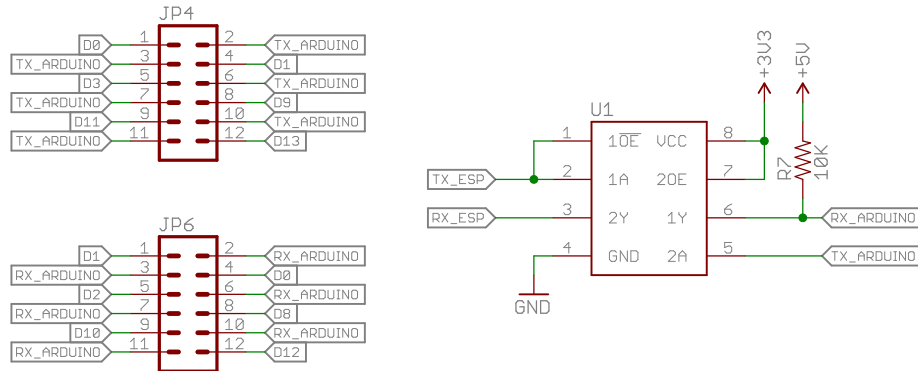 JP4
D0 1 2 TX_ARDUINO
TX_ARDUINO 3 4 D1
D3 5 6 TX_ARDUINO
TX_ARDUINO 7 8 D9
D11 9 10 TX_ARDUINO
TX_ARDUINO 11 12 D13
JP6
D1 1 2 RX_ARDUINO
RX_ARDUINO 3 4 D0
D2 5 6 RX_ARDUINO
RX_ARDUINO 7 8 D8
D10 9 10 RX_ARDUINO
RX_ARDUINO 11 12 D12
+3V3
+5V
U1
R7
10K
1 1OE VCC 8
TX_ESP 2 1A 2OE 7
RX_ESP 3 2Y 1Y 6 RX_ARDUINO
4 GND 2A 5 TX_ARDUINO
GND